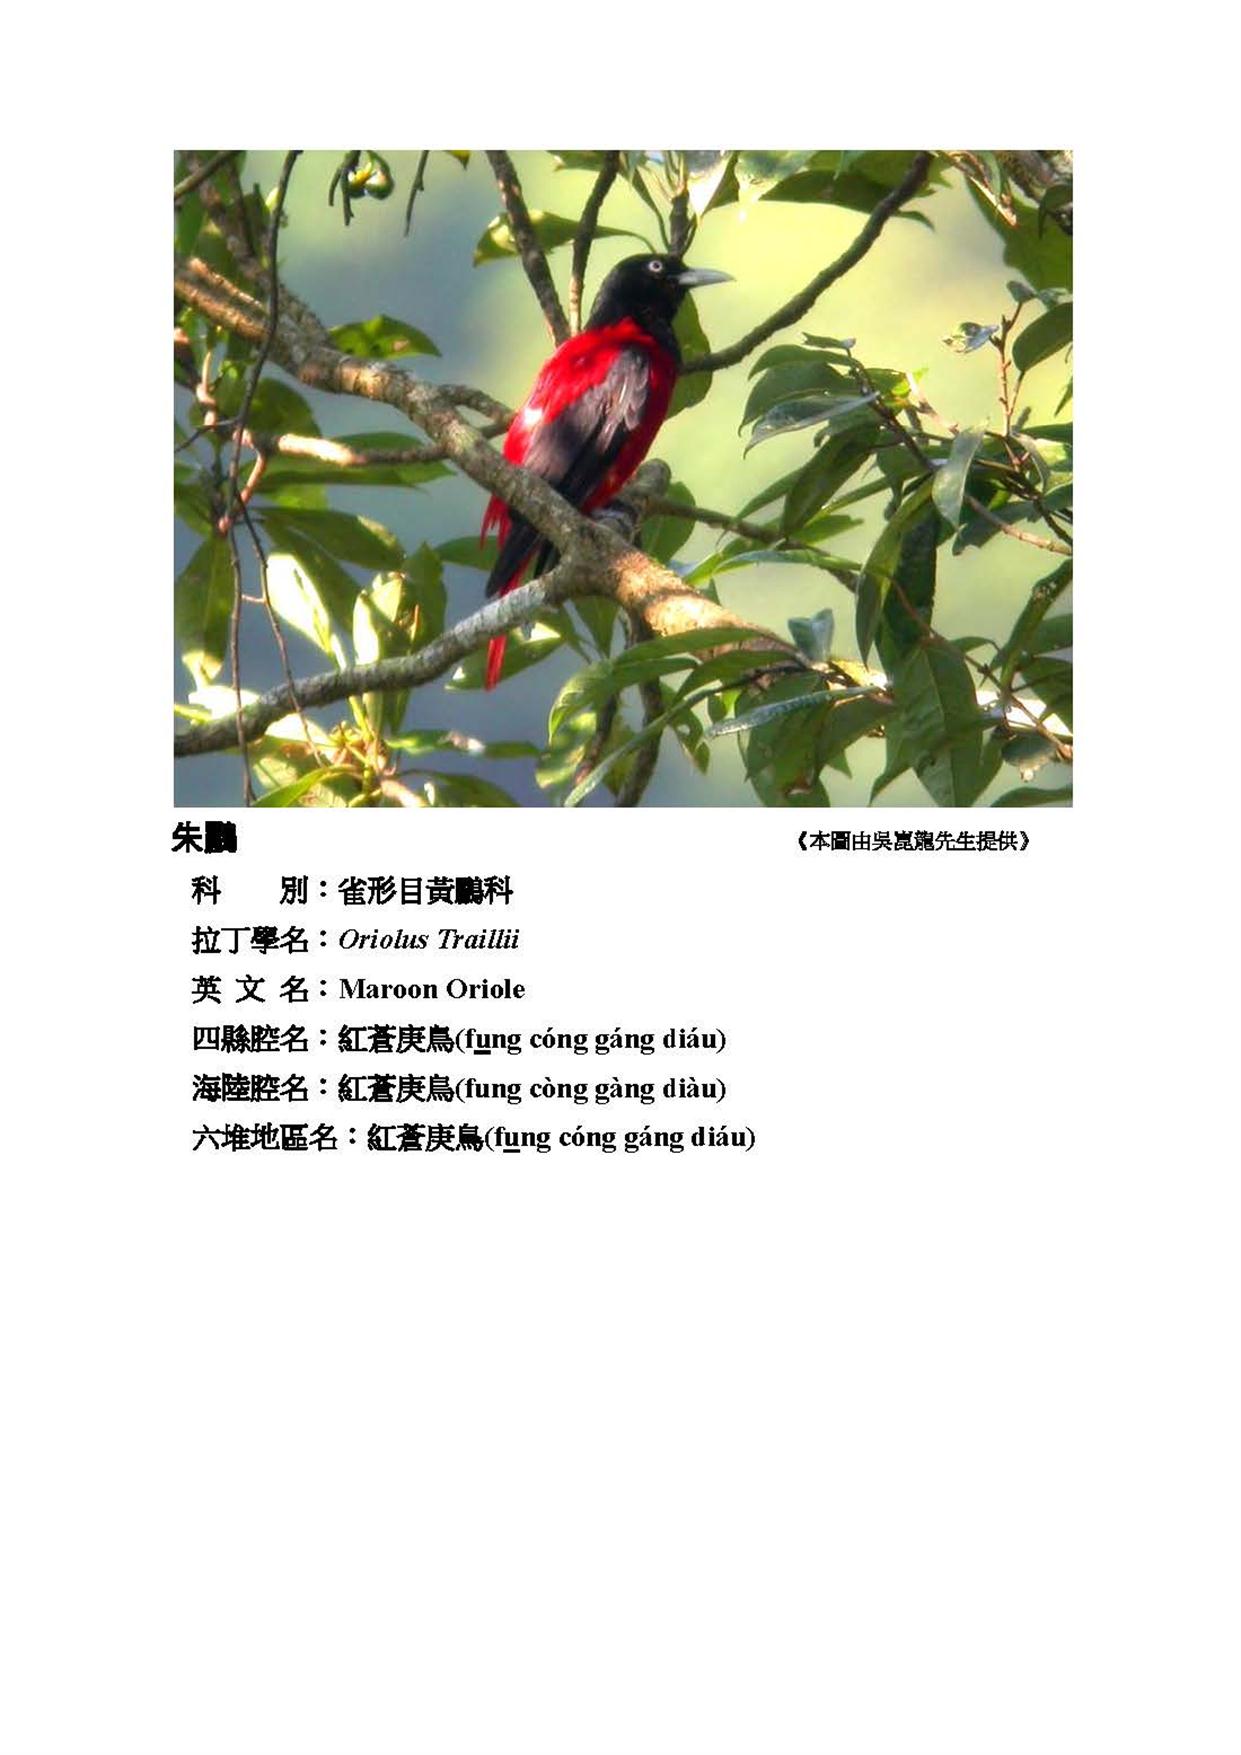 朱鸝
《本圖由吳崑龍先生提供》
科　　別：雀形目黃鸝科
拉丁學名：Oriolus Traillii
英 文 名：Maroon Oriole
四縣腔名：紅蒼庚鳥(fung cóng gáng diáu)
海陸腔名：紅蒼庚鳥(fung còng gàng diàu)
六堆地區名：紅蒼庚鳥(fung cóng gáng diáu)